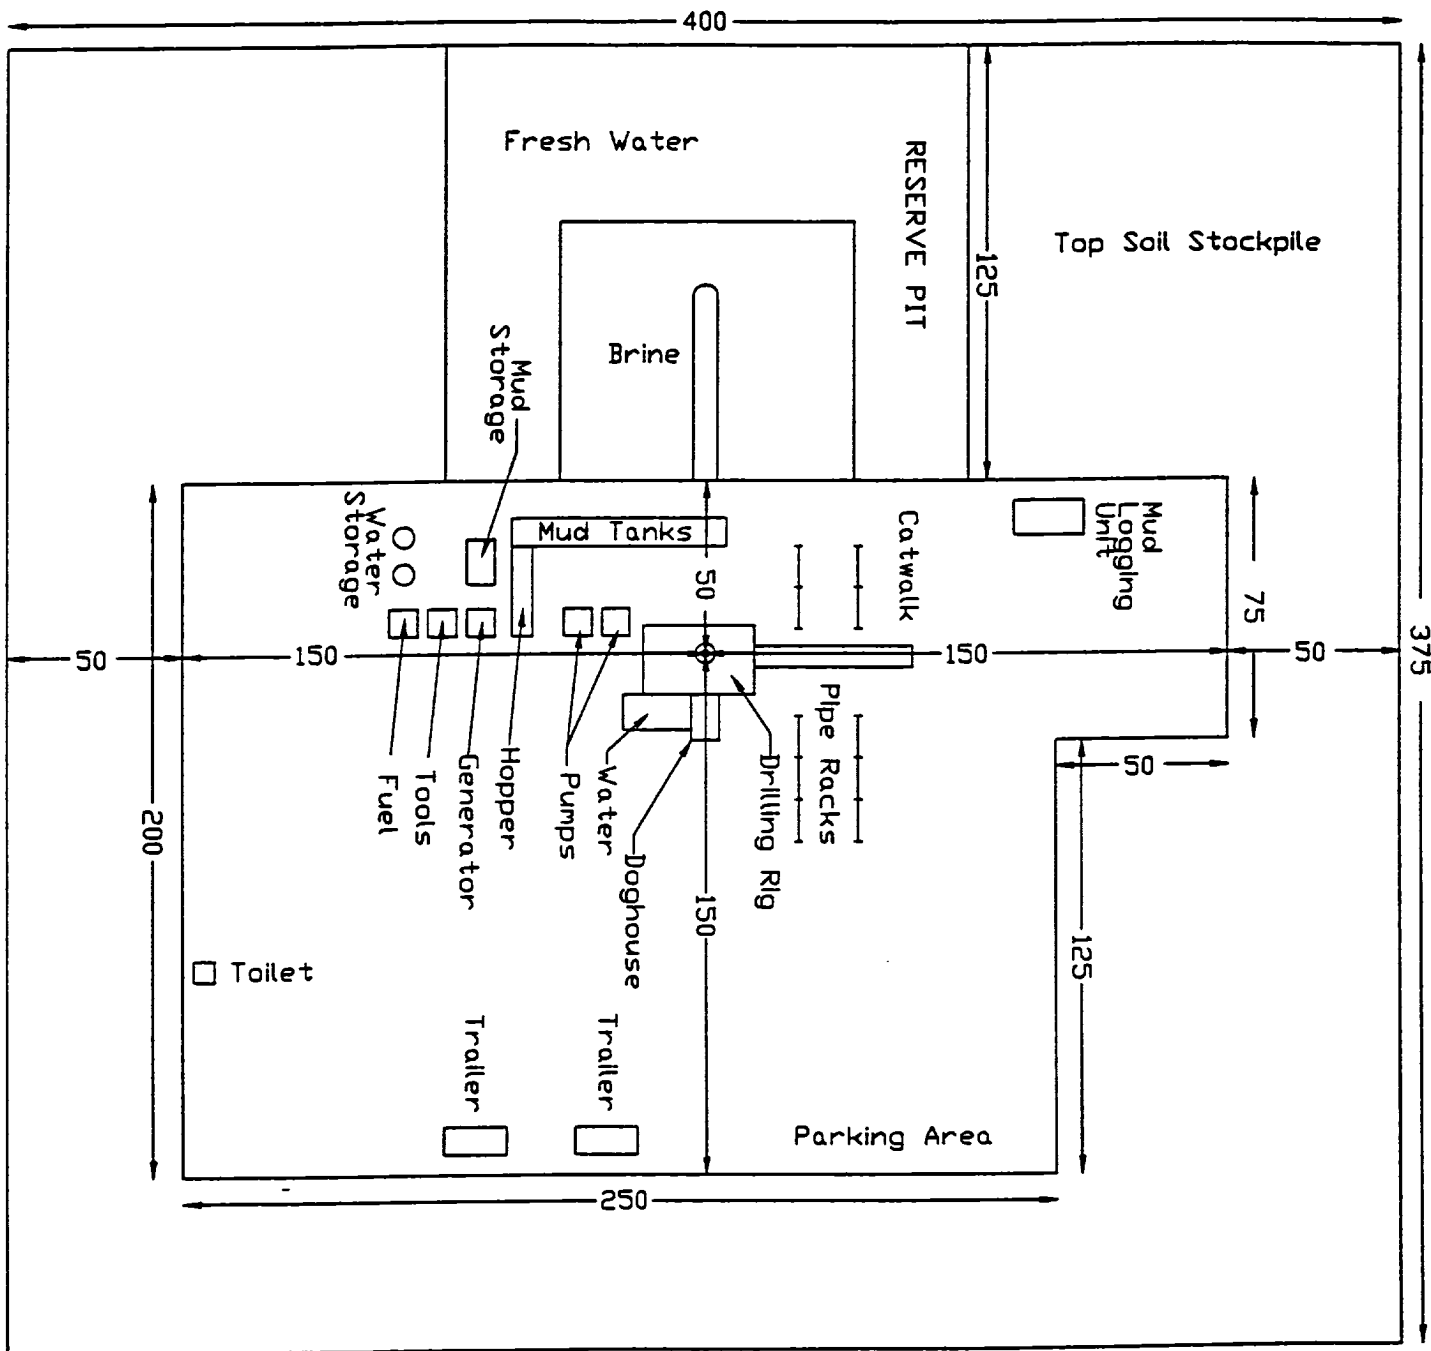 400
Fresh Water
RESERVE PIT
125
Top Soil Stockpile
Brine
Mud
Storage
Water
Storage
Mud Tanks
Catwalk
Mud
Logging
Unit
50
75
375
50
150
150
50
50
Pipe Racks
Drilling Rig
Doghouse
Water
Pumps
Hopper
Generator
Tools
Fuel
200
150
125
Toilet
Trailer
Trailer
Parking Area
250